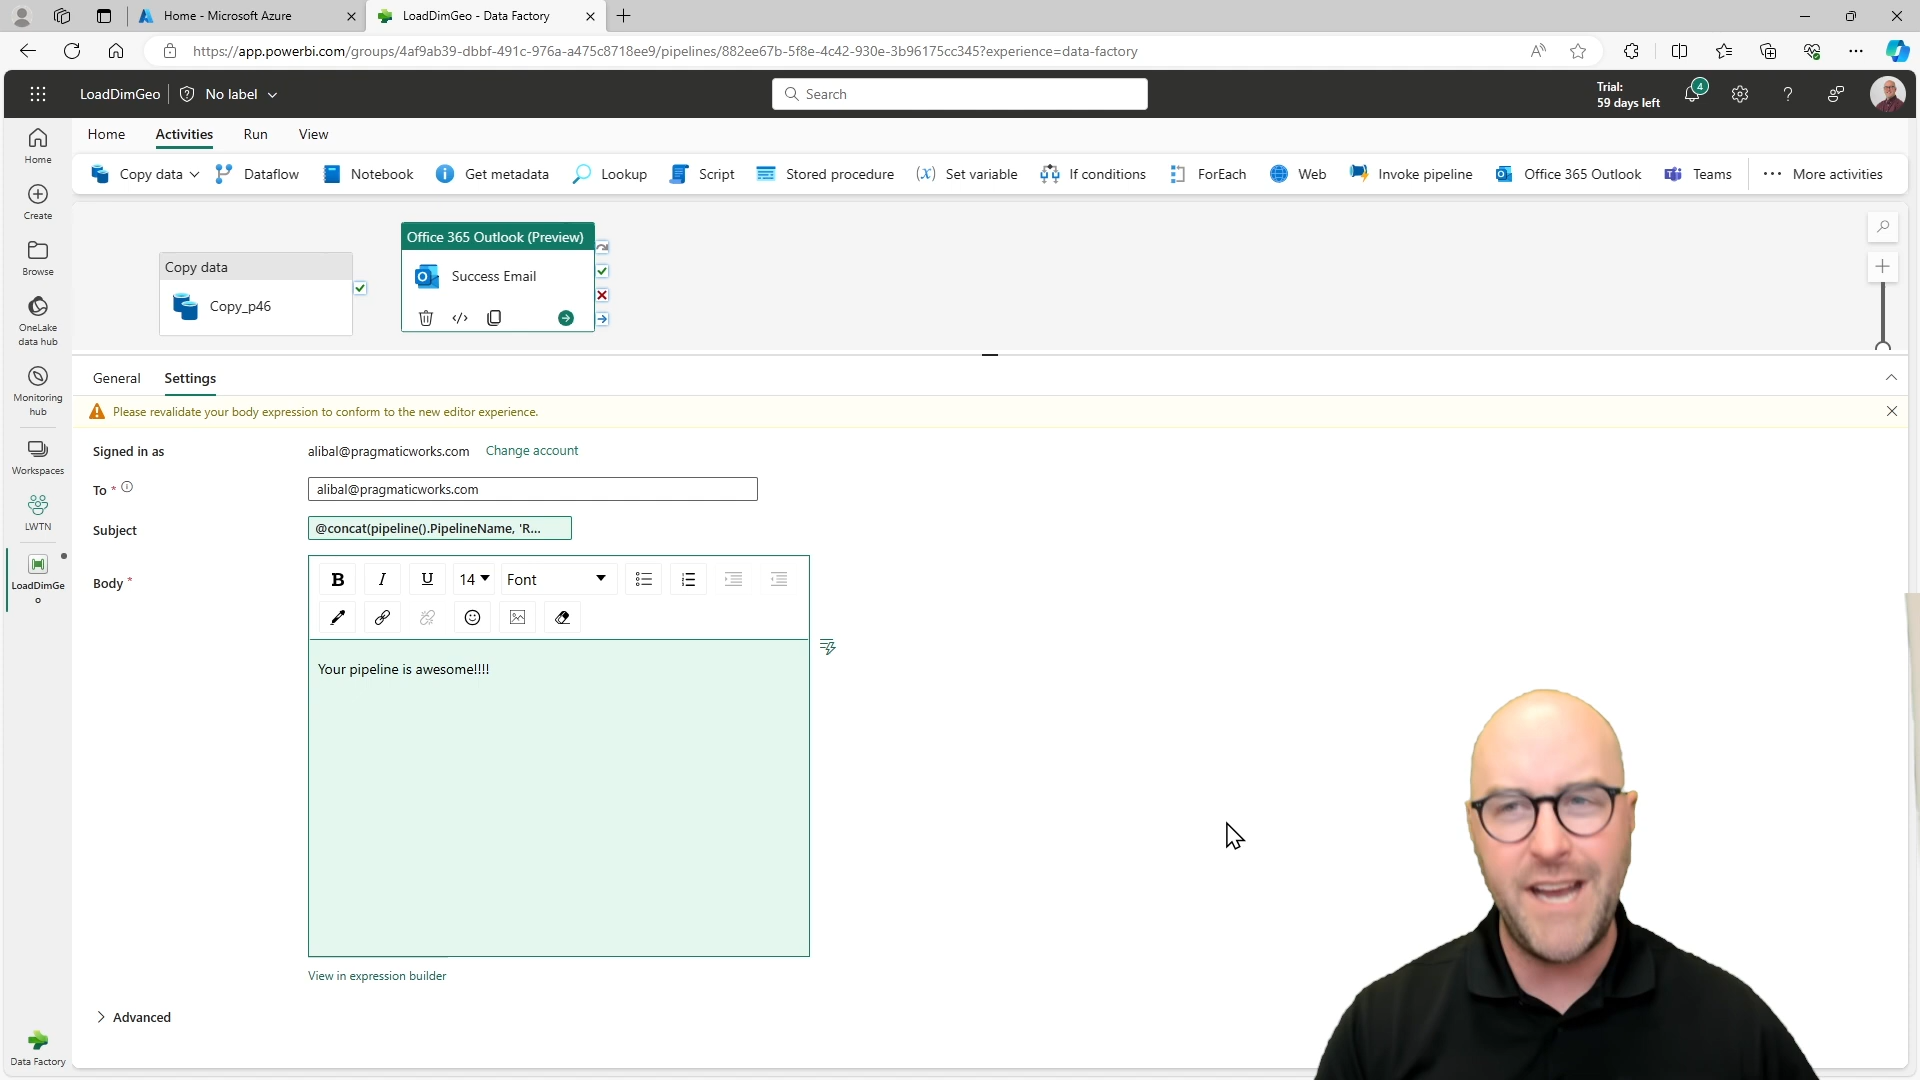 Home - Microsoft Azure
LoadDimGeo - Data Factory
https://app.powerbi.com/groups/4af9ab39-dbbf-491c-976a-a475c8718ee9/pipelines/882ee67b-5f8e-4c42-930e-3b96175cc345?experience=data-factory
LoadDimGeo
No label
Search
Trial:
59 days left
4
Home
Activities
Run
View
Copy data
Dataflow
Notebook
Get metadata
Lookup
Script
Stored procedure
Set variable
If conditions
ForEach
Web
Invoke pipeline
Office 365 Outlook
Teams
More activities
Home
Create
Browse
OneLake
data hub
Monitoring
hub
Workspaces
LWTN
LoadDimGe
o
Data Factory
Copy data
Copy_p46
Office 365 Outlook (Preview)
Success Email
General
Settings
Please revalidate your body expression to conform to the new editor experience.
Signed in as
alibal@pragmaticworks.com
Change account
To *
alibal@pragmaticworks.com
Subject
@concat(pipeline().PipelineName, 'R...
Body *
B
I
U
14
Font
Your pipeline is awesome!!!!
View in expression builder
Advanced